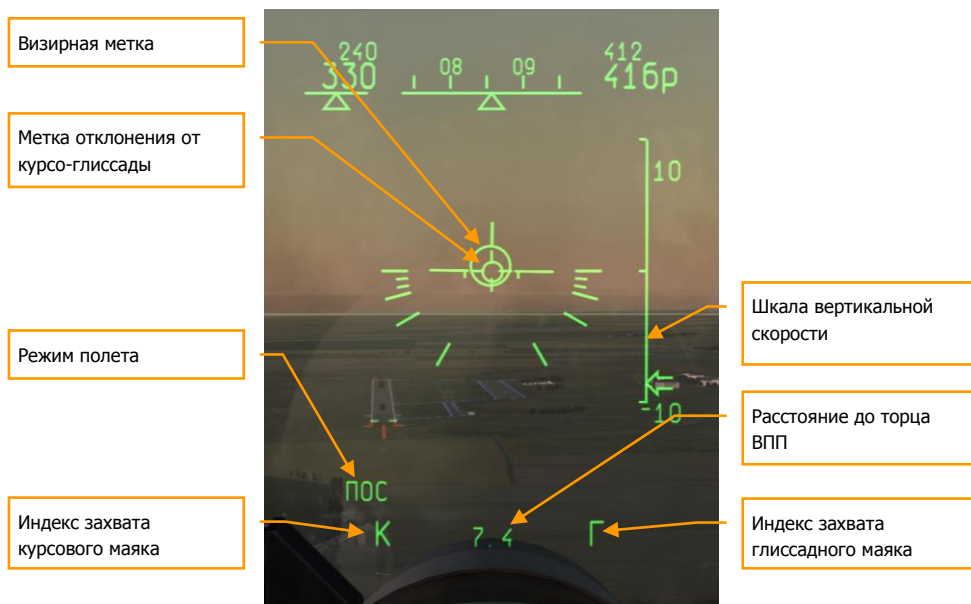 Визирная метка
240
330
08 09
412
416р
Метка отклонения от
курсо-глиссады
10
Шкала вертикальной
скорости
Режим полета
-10
Расстояние до торца
ВПП
ПОС
Индекс захвата
курсового маяка
К
7.4
Г
Индекс захвата
глиссадного маяка